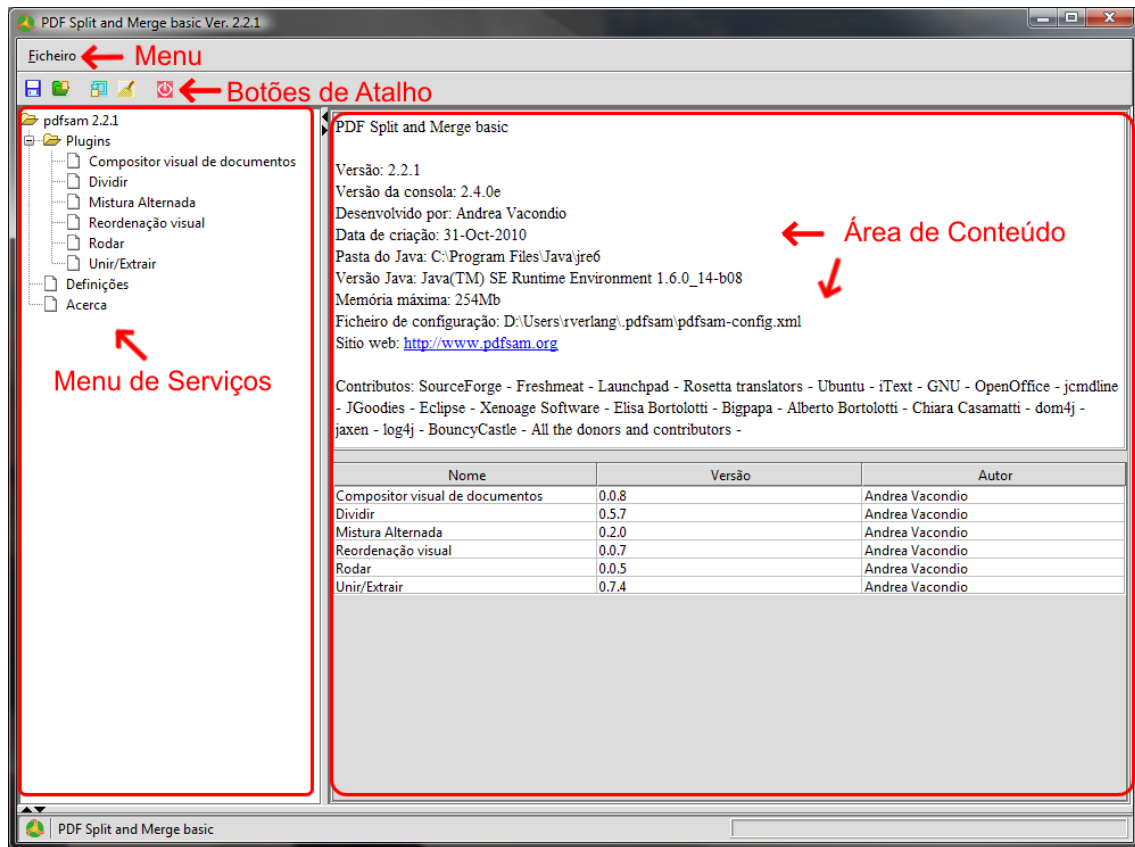 PDF Split and Merge basic Ver. 2.2.1
Ficheiro
Menu
Botões de Atalho
pdfsam 2.2.1
Plugins
Compositor visual de documentos
Dividir
Mistura Alternada
Reordenação visual
Rodar
Unir/Extrair
Definições
Acerca
Menu de Serviços
PDF Split and Merge basic
Versão: 2.2.1
Versão da consola: 2.4.0e
Desenvolvido por: Andrea Vacondio
Data de criação: 31-Oct-2010
Pasta do Java: C:\Program Files\Java\jre6
Versão Java: Java(TM) SE Runtime Environment 1.6.0_14-b08
Memória máxima: 254Mb
Ficheiro de configuração: D:\Users\rverlang\.pdfsam\pdfsam-config.xml
Sitio web: http://www.pdfsam.org
Área de Conteúdo
Contributos: SourceForge - Freshmeat - Launchpad - Rosetta translators - Ubuntu - iText - GNU - OpenOffice - jcmdline
- JGoodies - Eclipse - Xenoage Software - Elisa Bortolotti - Bigpapa - Alberto Bortolotti - Chiara Casamatti - dom4j -
jaxen - log4j - BouncyCastle - All the donors and contributors -
Nome Versão Autor
Compositor visual de documentos 0.0.8 Andrea Vacondio
Dividir 0.5.7 Andrea Vacondio
Mistura Alternada 0.2.0 Andrea Vacondio
Reordenação visual 0.0.7 Andrea Vacondio
Rodar 0.0.5 Andrea Vacondio
Unir/Extrair 0.7.4 Andrea Vacondio
PDF Split and Merge basic